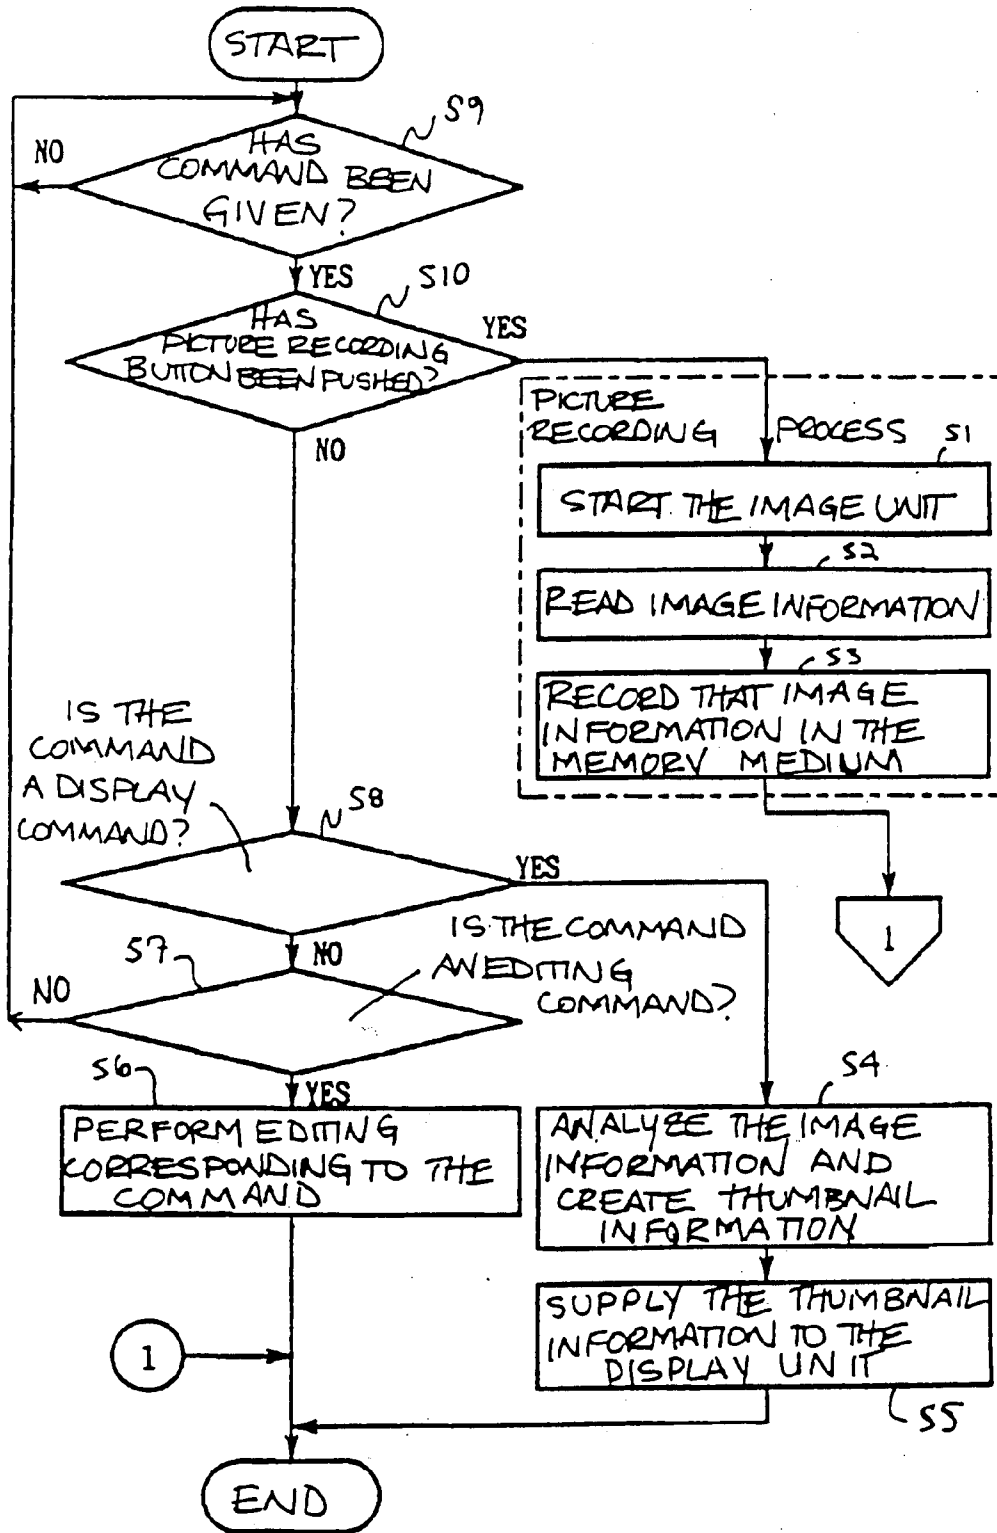 START
S9
HAS
COMMAND BEEN
GIVEN?
NO
YES
S10
HAS
PICTURE RECORDING
BUTTON BEEN PUSHED?
YES
NO
PICTURE
RECORDING PROCESS
S1
START THE IMAGE UNIT
S2
READ IMAGE INFORMATION
S3
RECORD THAT IMAGE
INFORMATION IN THE
MEMORY MEDIUM
1
IS THE
COMMAND
A DISPLAY
COMMAND?
S8
YES
NO
S7
IS THE COMMAND
AN EDITING
COMMAND?
NO
YES
S6
PERFORM EDITING
CORRESPONDING TO THE
COMMAND
S4
ANALYZE THE IMAGE
INFORMATION AND
CREATE THUMBNAIL
INFORMATION
SUPPLY THE THUMBNAIL
INFORMATION TO THE
DISPLAY UNIT
S5
1
END